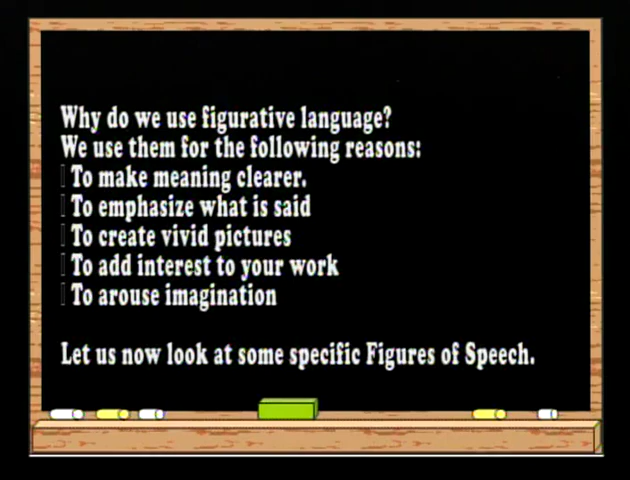 Why do we use figurative language?
We use them for the following reasons:
To make meaning clearer.
To emphasize what is said
To create vivid pictures
To add interest to your work
To arouse imagination
Let us now look at some specific Figures of Speech.